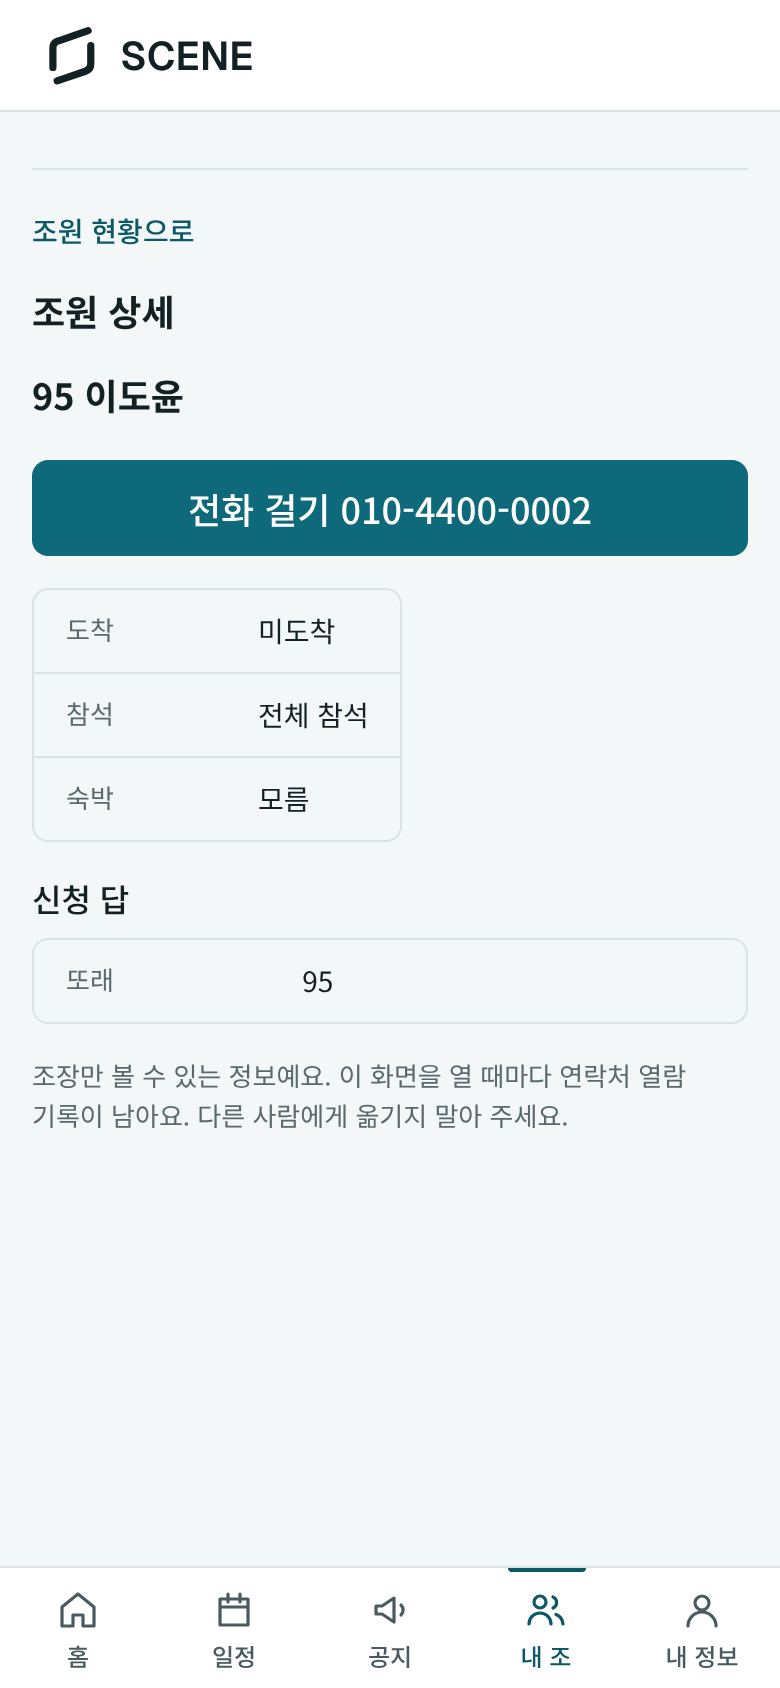 SCENE
조원 현황으로
조원 상세
95 이도윤
전화 걸기 010-4400-0002
도착 미도착
참석 전체 참석
숙박 모름
신청 답
또래 95
조장만 볼 수 있는 정보예요. 이 화면을 열 때마다 연락처 열람
기록이 남아요. 다른 사람에게 옮기지 말아 주세요.
홈 일정 공지 내 조 내 정보